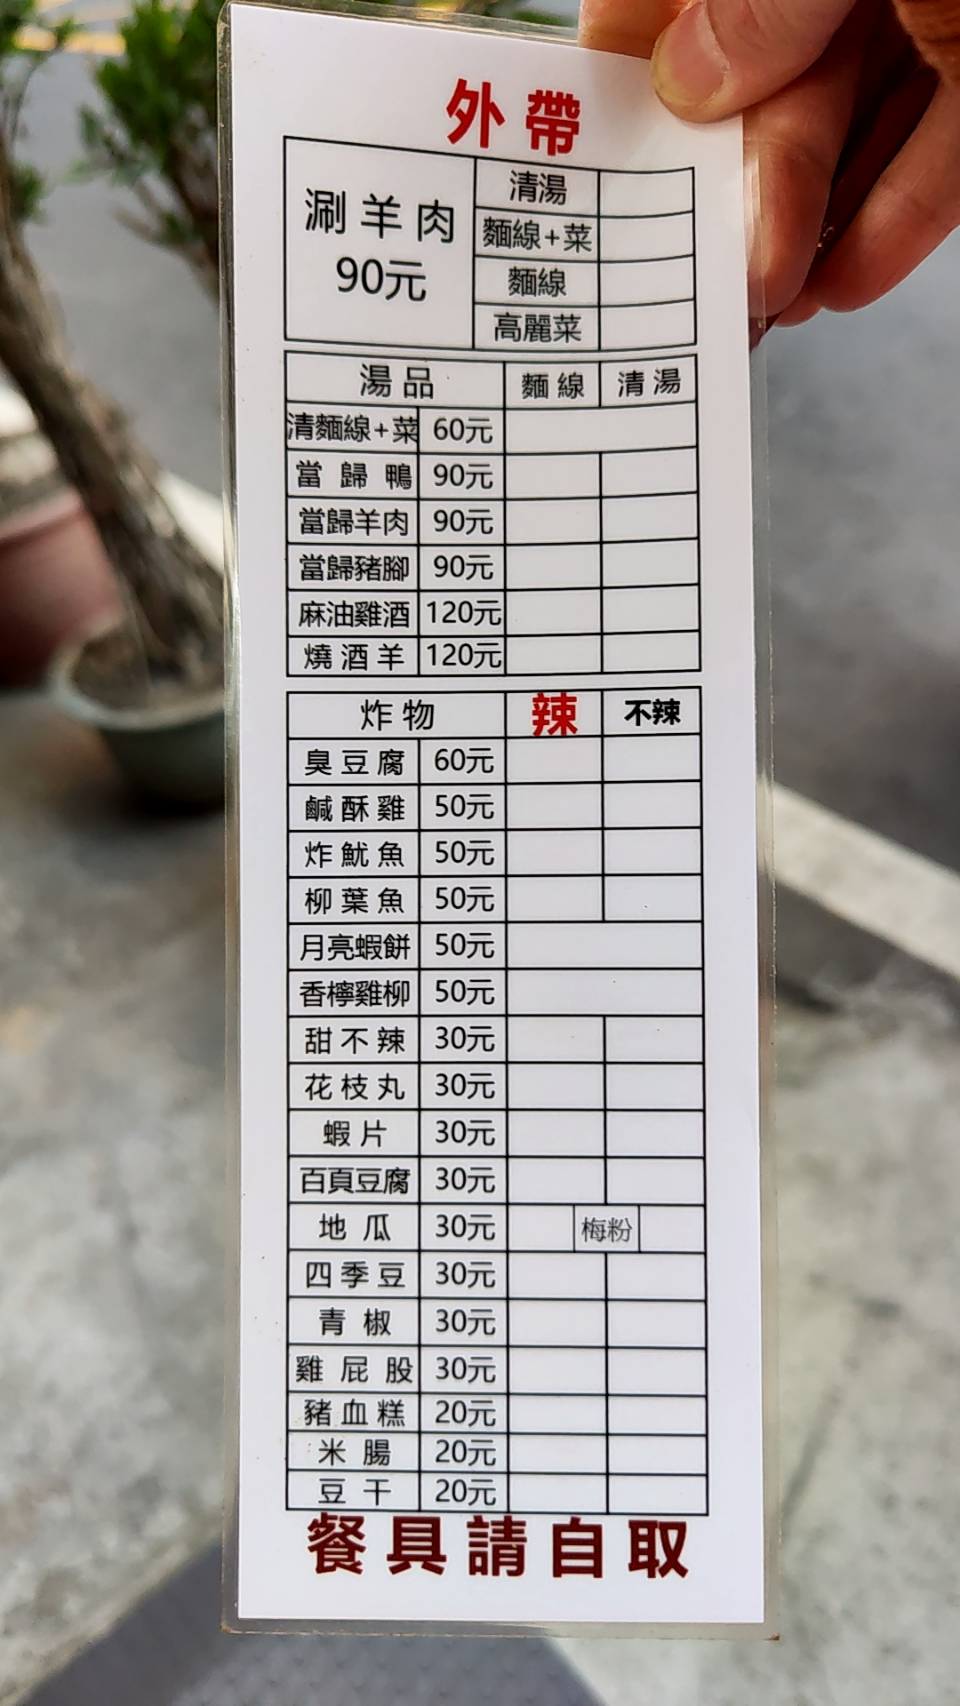 外帶
涮羊肉
90元
清湯
麵線+菜
麵線
高麗菜
湯品 麵線 清湯
清麵線+菜 60元
當歸鴨 90元
當歸羊肉 90元
當歸豬腳 90元
麻油雞酒 120元
燒酒羊 120元
炸物 辣 不辣
臭豆腐 60元
鹹酥雞 50元
炸魷魚 50元
柳葉魚 50元
月亮蝦餅 50元
香檸雞柳 50元
甜不辣 30元
花枝丸 30元
蝦片 30元
百頁豆腐 30元
地瓜 30元 梅粉
四季豆 30元
青椒 30元
雞屁股 30元
豬血糕 20元
米腸 20元
豆干 20元
餐具請自取